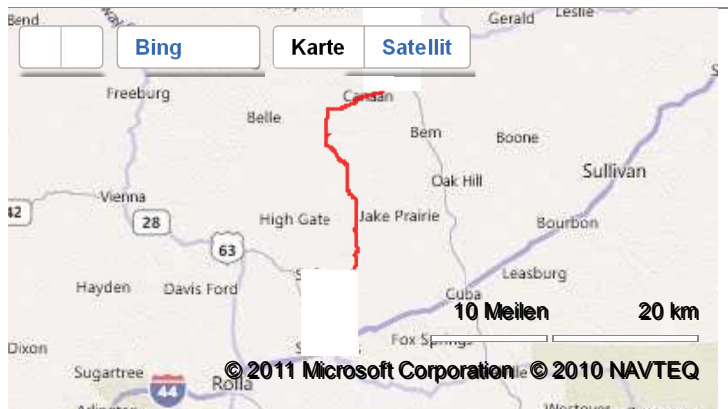 Bend
Gerald
Leslie
Bing
Karte
Satellit
Freeburg
Canaan
Belle
Bem
Boone
Oak Hill
Sullivan
Vienna
42
28
High Gate
Jake Prairie
Bourbon
63
Leasburg
Hayden
Davis Ford
Cuba
10 Meilen
20 km
Dixon
Fox Springs
Sugartree
44
Rolla
© 2011 Microsoft Corporation
© 2010 NAVTEQ